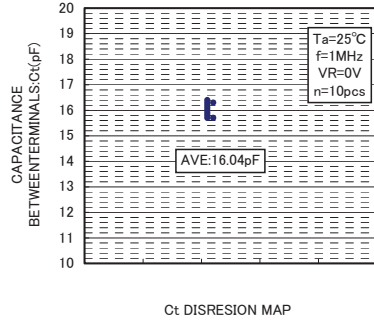 CAPACITANCE
BETWEENTERMINALS:Ct(pF)
20
19
18
17
16
15
14
13
12
11
10
Ta=25℃
f=1MHz
VR=0V
n=10pcs
AVE:16.04pF
Ct DISRESION MAP